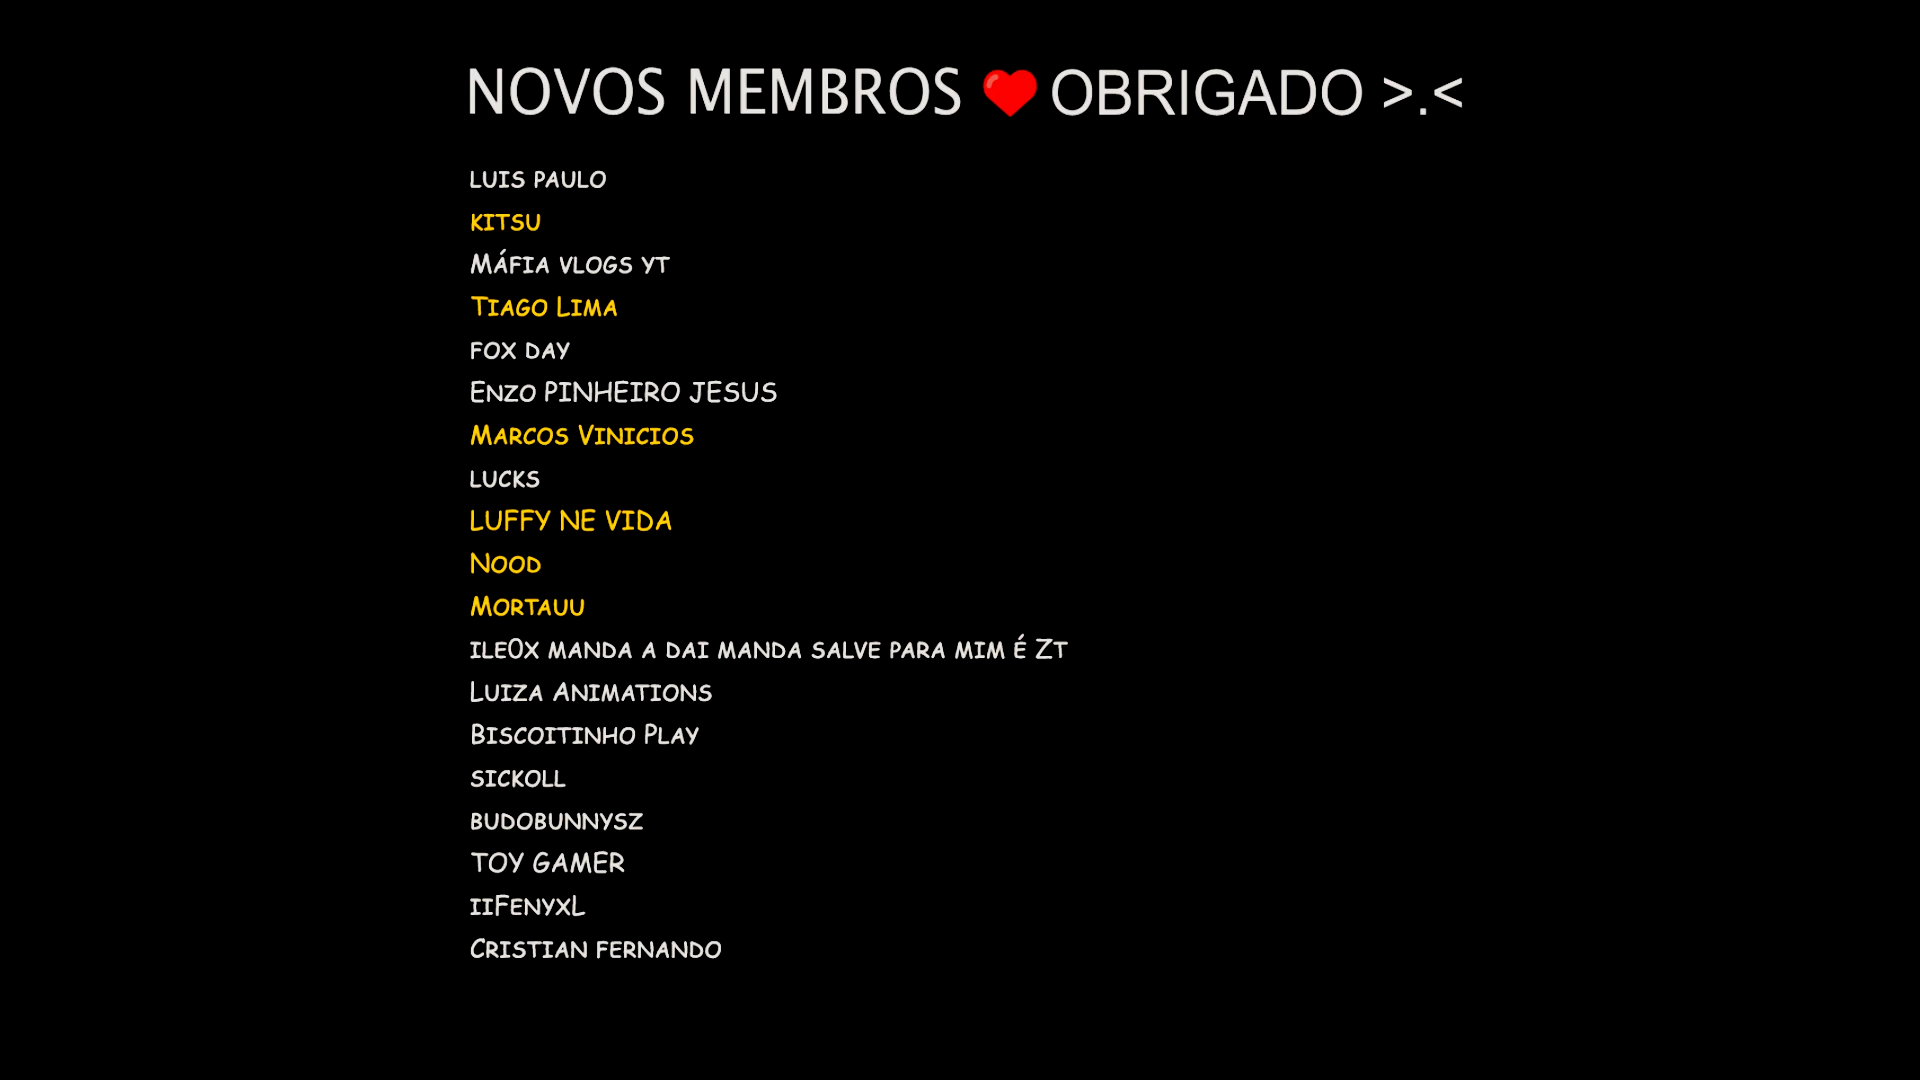 NOVOS MEMBROS ❤ OBRIGADO >.<
luis paulo
kitsu
Máfia vlogs yt
Tiago Lima
fox day
Enzo PINHEIRO JESUS
Marcos Vinicios
lucks
LUFFY NE VIDA
Nood
Mortauu
ile0x manda a dai manda salve para mim é Zt
Luiza Animations
Biscoitinho Play
sickoll
budobunnysz
TOY GAMER
iiFenyxL
Cristian fernando